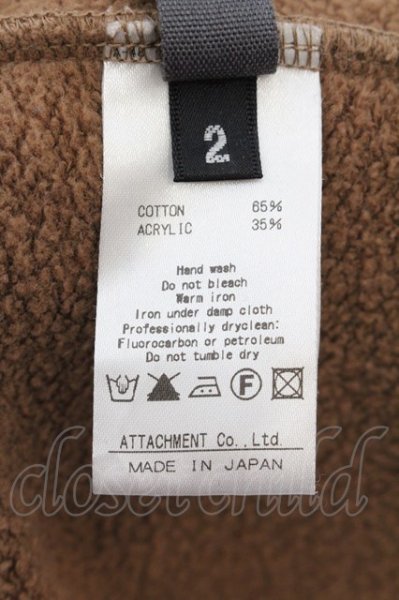 2
COTTON 65%
ACRYLIC 35%
Hand wash
Do not bleach
Warm iron
Iron under damp cloth
Professionally dryclean:
Fluorocarbon or petroleum
Do not tumble dry
F
ATTACHMENT Co.,Ltd.
MADE IN JAPAN
closet child